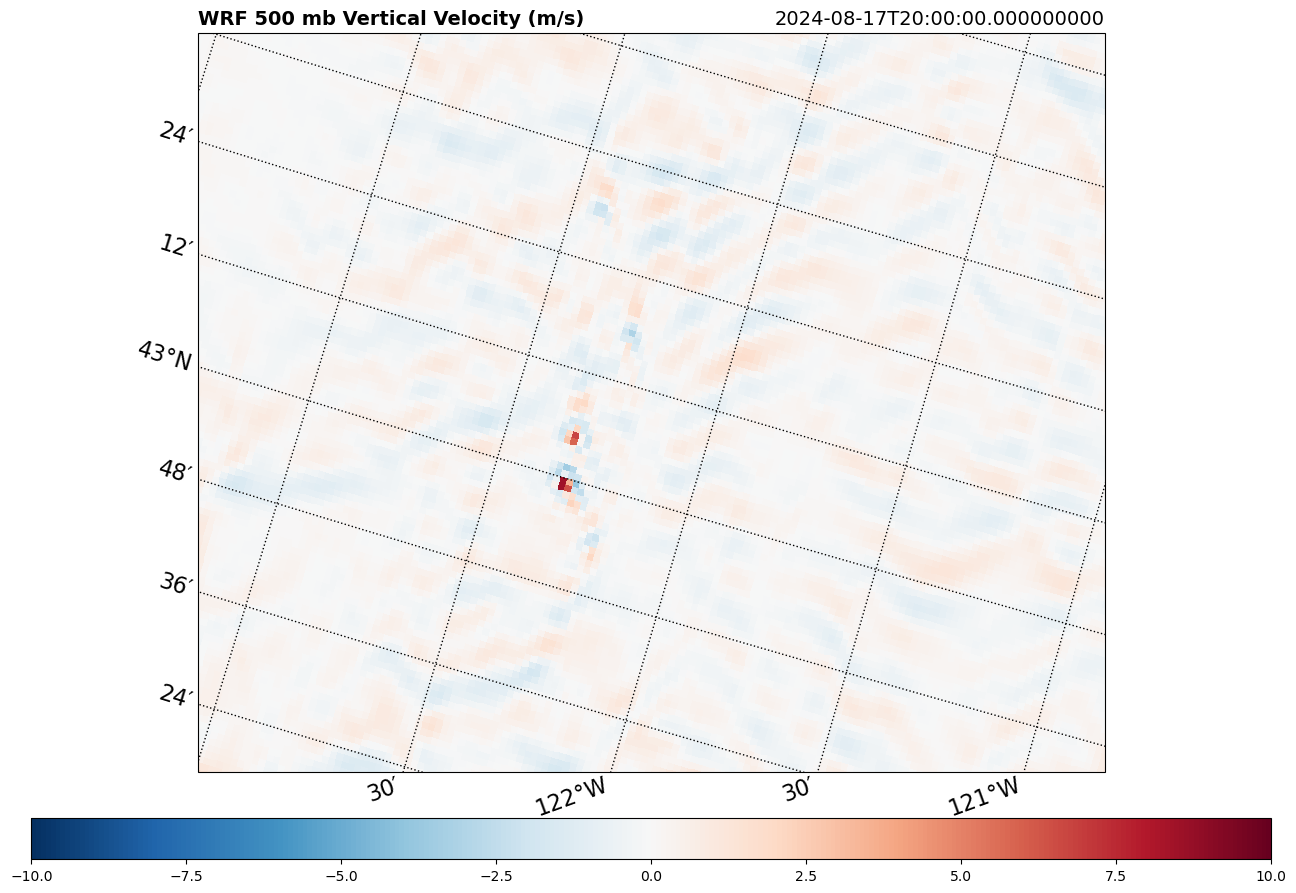 WRF 500 mb Vertical Velocity (m/s) 2024-08-17T20:00:00.000000000
24′
12′
43°N
48′
36′
24′
30′ 122°W 30′ 121°W
−10.0 −7.5 −5.0 −2.5 0.0 2.5 5.0 7.5 10.0